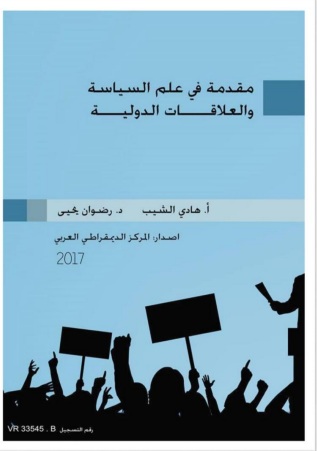 مقدمة في علم السياسة
والعلاقـــات الدوليـــة
أ. هادي الشيب    د. رضوان يحيى
اصدار: المركز الديمقراطي العربي
2017
رقم التسجيل VR 33545 . B